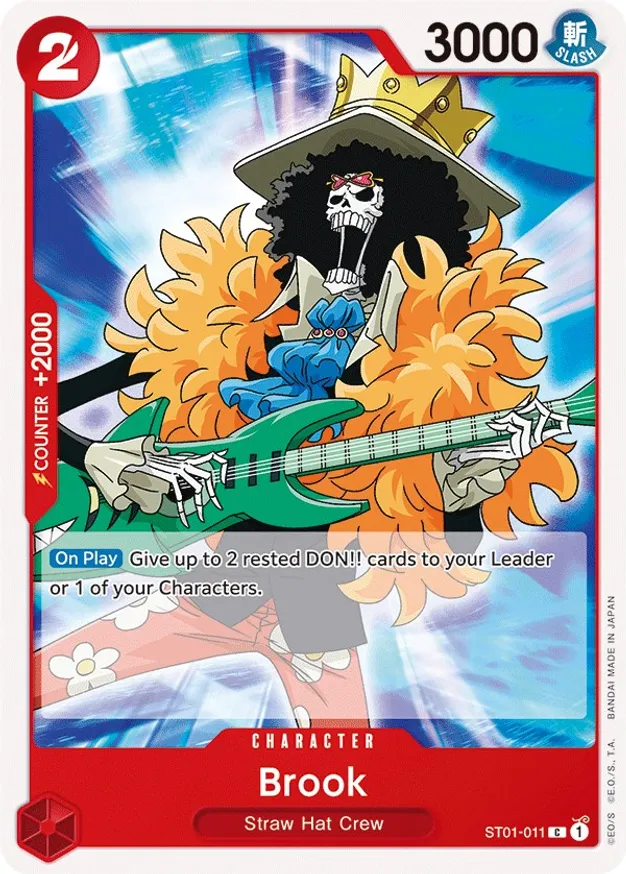 2
3000
斬
SLASH
COUNTER +2000
On Play Give up to 2 rested DON!! cards to your Leader
or 1 of your Characters.
CHARACTER
Brook
Straw Hat Crew
ST01-011 C 1
©E.O/S ©E.O./S., T.A. BANDAI MADE IN JAPAN